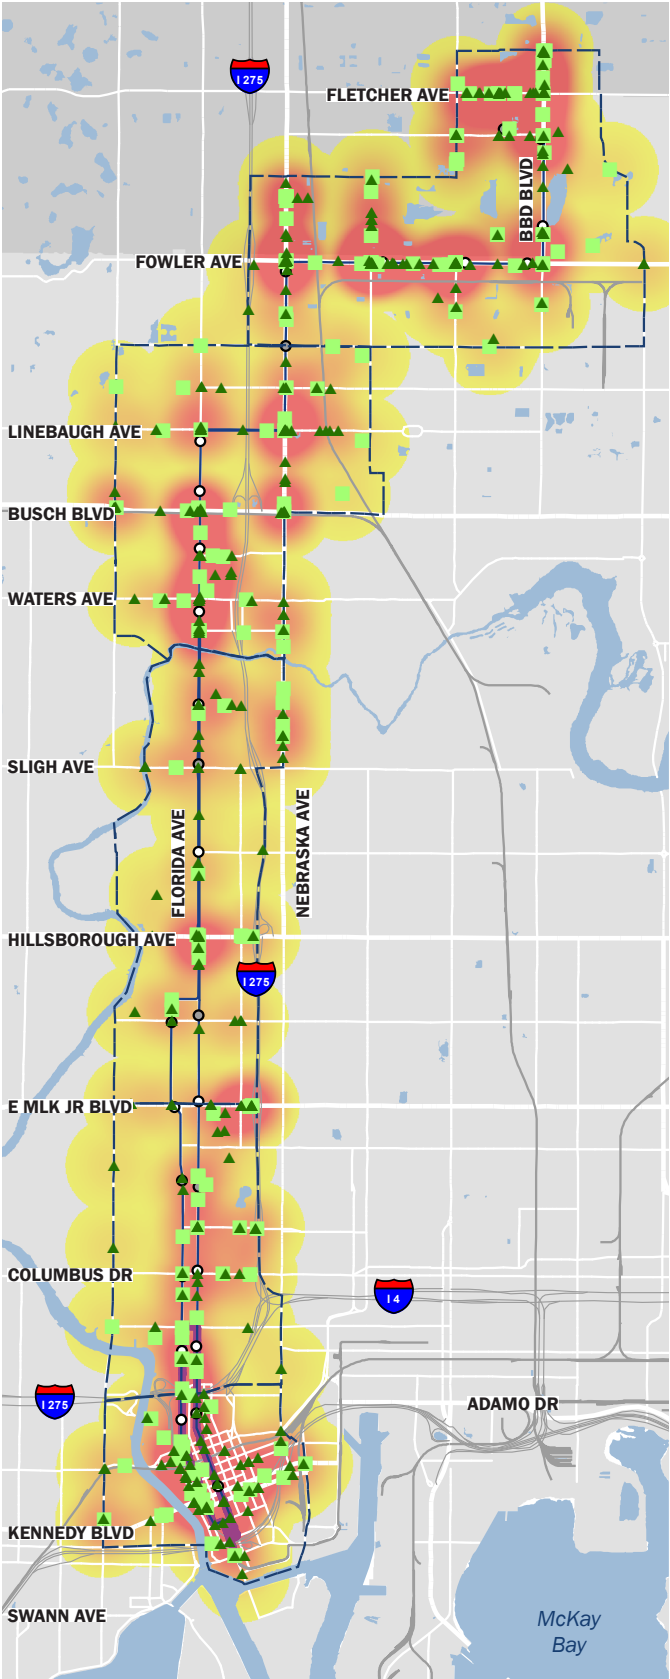 I 275
FLETCHER AVE
BBD BLVD
FOWLER AVE
LINEBAUGH AVE
BUSCH BLVD
WATERS AVE
SLIGH AVE
FLORIDA AVE
NEBRASKA AVE
HILLSBOROUGH AVE
I 275
E MLK JR BLVD
COLUMBUS DR
I 4
I 275
ADAMO DR
KENNEDY BLVD
SWANN AVE
McKay
Bay